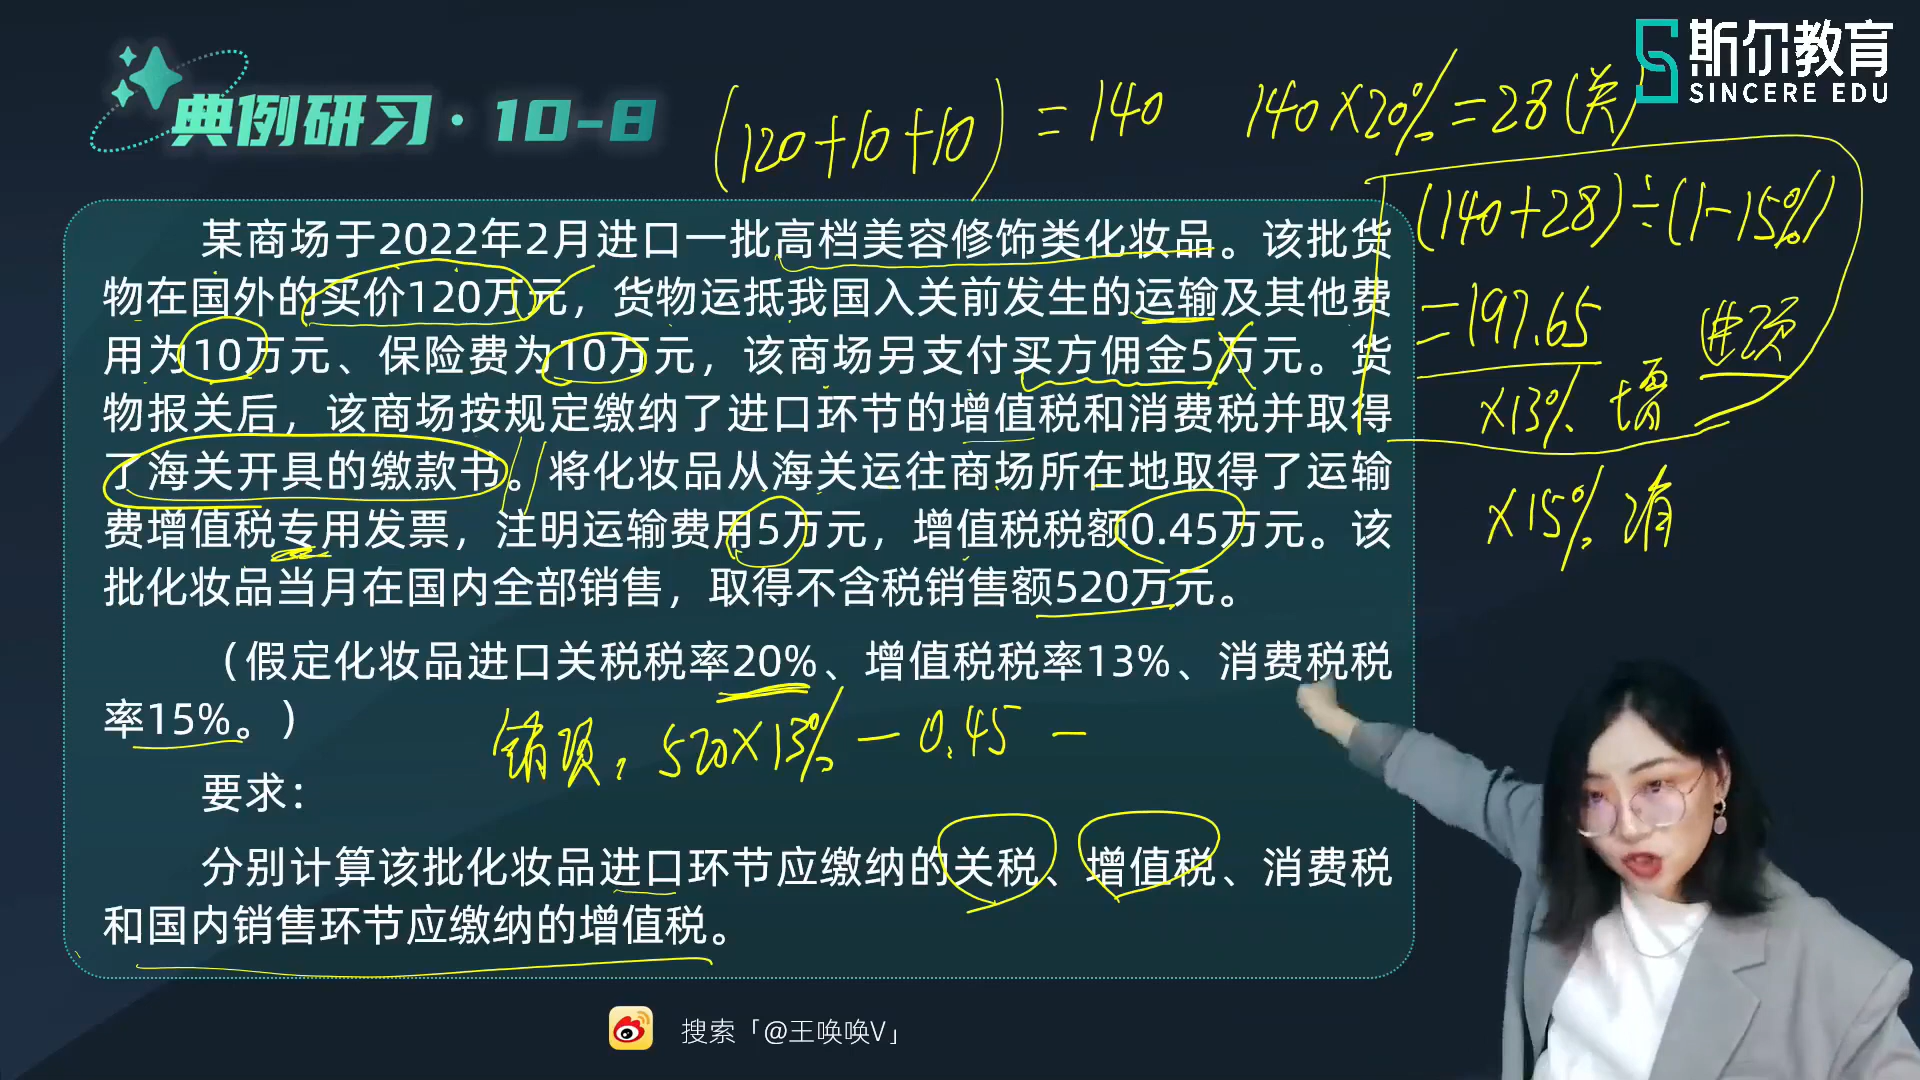 斯尔教育
SINCERE EDU
典例研习·10-8
(120+10+10)=140
140×20%=28(关)
(140+28)÷(1-15%)
=197.65
进项
×13% 增
×15% 消
某商场于2022年2月进口一批高档美容修饰类化妆品。该批货
物在国外的买价120万元，货物运抵我国入关前发生的运输及其他费
用为10万元、保险费为10万元，该商场另支付买方佣金5万元。货
物报关后，该商场按规定缴纳了进口环节的增值税和消费税并取得
了海关开具的缴款书。将化妆品从海关运往商场所在地取得了运输
费增值税专用发票，注明运输费用5万元，增值税税额0.45万元。该
批化妆品当月在国内全部销售，取得不含税销售额520万元。
（假定化妆品进口关税税率20%、增值税税率13%、消费税税
率15%。）
销项，520×13%-0.45-
要求：
分别计算该批化妆品进口环节应缴纳的关税、增值税、消费税
和国内销售环节应缴纳的增值税。
搜索「@王唤唤V」